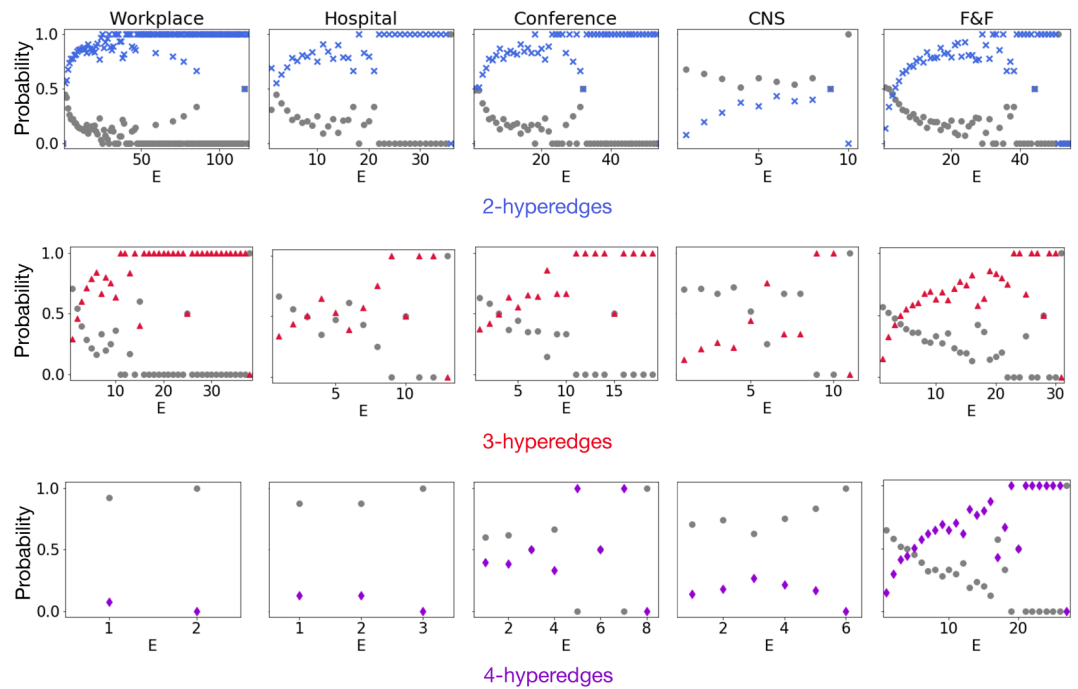 Workplace Hospital Conference CNS F&F
Probability
1.0
0.5
0.0
50 100 10 20 30 20 40 5 10 0 20 40
E E E E E
2-hyperedges
Probability
1.0
0.5
0.0
10 20 30 5 10 5 10 15 5 10 0 10 20 30
E E E E E
3-hyperedges
Probability
1.0
0.5
0.0
1 2 1 2 3 2 4 6 8 2 4 6 10 20
E E E E E
4-hyperedges